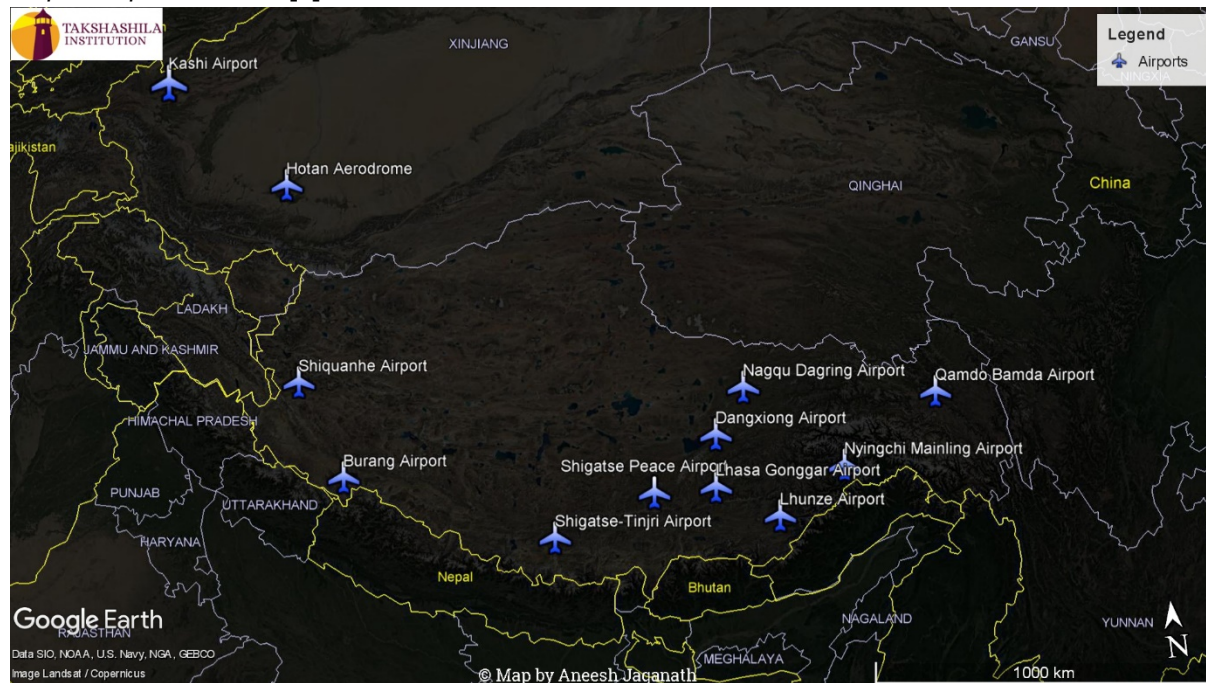 TAKSHASHILA
INSTITUTION
XINJIANG
GANSU
Legend
Airports
NINGXIA
Kashi Airport
ajikistan
Hotan Aerodrome
QINGHAI
China
LADAKH
JAMMU AND KASHMIR
Shiquanhe Airport
Nagqu Dagring Airport
Qamdo Bamda Airport
HIMACHAL PRADESH
Dangxiong Airport
Nyingchi Mainling Airport
Burang Airport
Shigatse Peace Airport
Lhasa Gonggar Airport
PUNJAB
UTTARAKHAND
Lhunze Airport
Shigatse-Tinjri Airport
HARYANA
Nepal
Bhutan
Google Earth
RAJASTHAN
NAGALAND
YUNNAN
N
Data SIO, NOAA, U.S. Navy, NGA, GEBCO
MEGHALAYA
Image Landsat / Copernicus
© Map by Aneesh Jaganath
1000 km